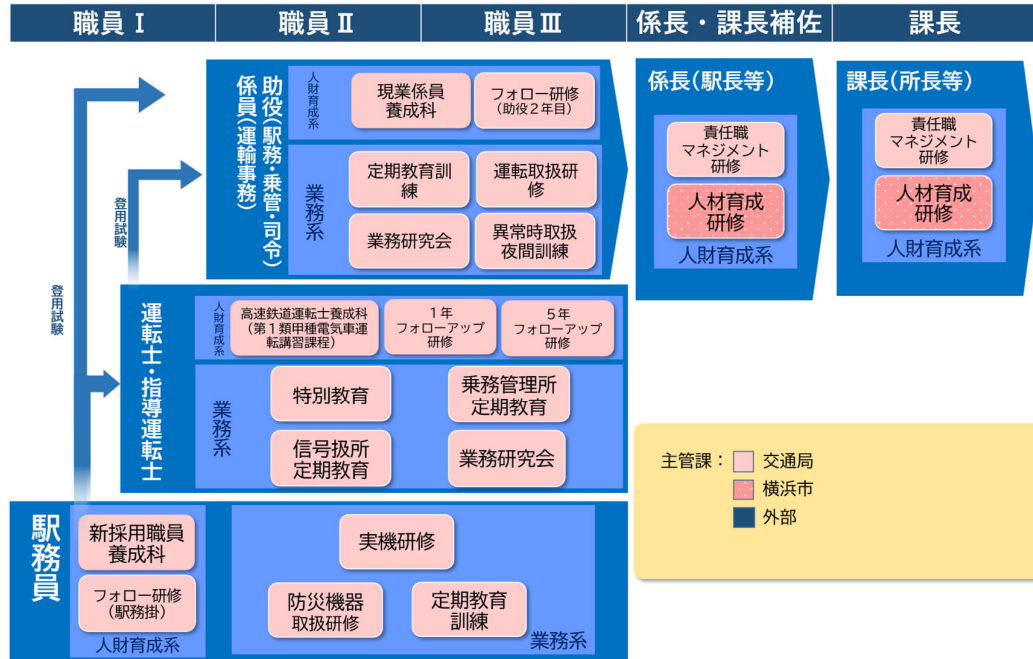 職員Ⅰ
職員Ⅱ
職員Ⅲ
係長・課長補佐
課長
登用試験
登用試験
助役(駅務・乗管・司令)
係員(運輸事務)
人財育成系
現業係員
養成科
フォロー研修
(助役２年目)
業務系
定期教育訓
練
運転取扱研
修
業務研究会
異常時取扱
夜間訓練
係長(駅長等)
責任職
マネジメント
研修
人材育成
研修
人財育成系
課長(所長等)
責任職
マネジメント
研修
人材育成
研修
人財育成系
運転士・指導運転士
人財育成系
高速鉄道運転士養成科
(第１類甲種電気車運
転講習課程)
１年
フォローアップ
研修
５年
フォローアップ
研修
業務系
特別教育
乗務管理所
定期教育
信号扱所
定期教育
業務研究会
駅務員
新採用職員
養成科
フォロー研修
(駅務掛)
人財育成系
実機研修
防災機器
取扱研修
定期教育
訓練
業務系
主管課：
交通局
横浜市
外部